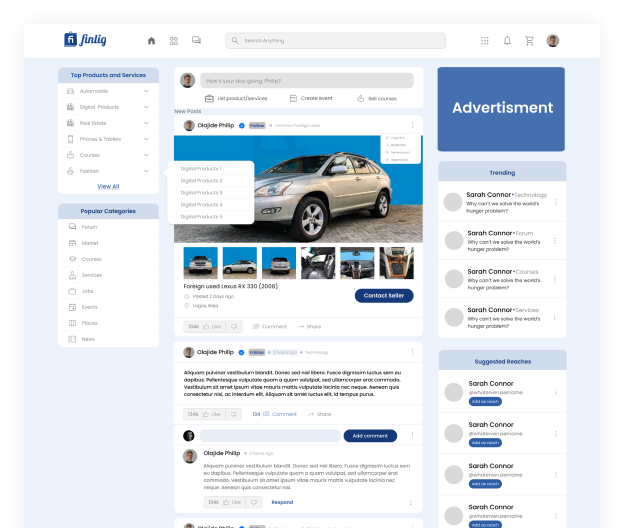 finlig
Search Anything
Top Products and Services
Automobile
Digital Products
Real Estate
Phones & Tablets
Courses
Fashion
View All
Popular Categories
Forum
Market
Courses
Services
Jobs
Events
Places
News
How's your day going, Philip?
List product/services
Create event
Sell courses
New Posts
Olajide Philip
Follow
Digital Products 1
Digital Products 2
Digital Products 3
Digital Products 4
Digital Products 5
Foreign used Lexus RX 330 (2008)
Posted 2 Days ago
Lagos, Ikeja
Contact Seller
134k Like
Comment
Share
Olajide Philip Follow 2 hours ago Technology
Aliquam pulvinar vestibulum blandit. Donec sed nisl libero. Fusce dignissim luctus sem eu
dapibus. Pellentesque vulputate quam a quam volutpat, sed ullamcorper erat commodo.
Vestibulum sit amet ipsum vitae mauris mattis vulputate lacinia nec neque. Aenean quis
consectetur nisi, ac interdum elit. Aliquam sit amet luctus elit, id tempus purus.
134k Like
134 Comment
Share
Add comment
Olajide Philip 2 hours ago
Aliquam pulvinar vestibulum blandit. Donec sed nisl libero. Fusce dignissim luctus sem
eu dapibus. Pellentesque vulputate quam a quam volutpat, sed ullamcorper erat
commodo. Vestibulum sit amet ipsum vitae mauris mattis vulputate lacinia nec
neque. Aenean quis consectetur nisi
134k Like
Respond
Advertisment
Trending
Sarah Connor•Technology
Why can't we solve the world's
hunger problem?
Sarah Connor•Forum
Why can't we solve the world's
hunger problem?
Sarah Connor•Courses
Why can't we solve the world's
hunger problem?
Sarah Connor•Services
Why can't we solve the world's
hunger problem?
Suggested Reaches
Sarah Connor
@whateverusername
Add as reach
Sarah Connor
@whateverusername
Add as reach
Sarah Connor
@whateverusername
Add as reach
Sarah Connor
@whateverusername
Add as reach